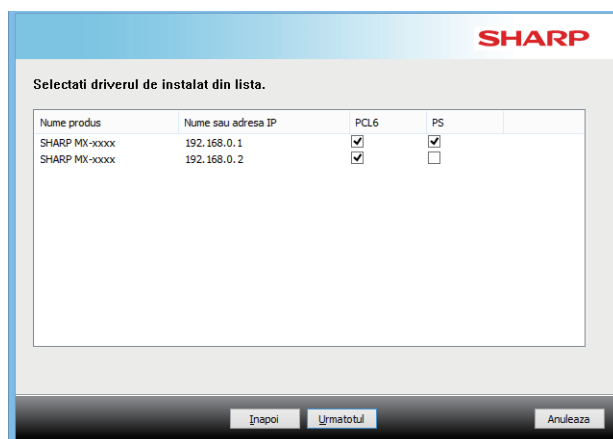 SHARP
Selectati driverul de instalat din lista.
Nume produs Nume sau adresa IP PCL6 PS
SHARP MX-xxxx 192.168.0.1
SHARP MX-xxxx 192.168.0.2
Inapoi Urmatotul Anuleaza